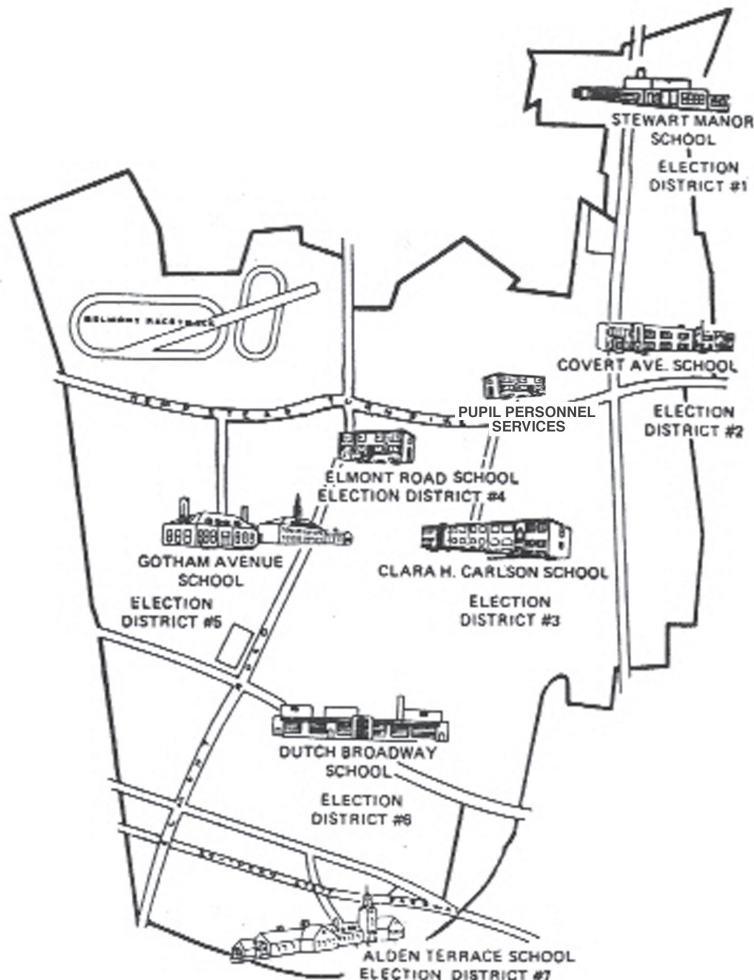 STEWART MANOR
SCHOOL
ELECTION
DISTRICT #1
BELMONT RACETRACK
COVERT AVE. SCHOOL
HEMPSTEAD TURNPIKE
PUPIL PERSONNEL
SERVICES
ELECTION
DISTRICT #2
ELMONT ROAD SCHOOL
ELECTION DISTRICT #4
GOTHAM AVENUE
SCHOOL
CLARA H. CARLSON SCHOOL
ELECTION
DISTRICT #5
ELECTION
DISTRICT #3
DUTCH BROADWAY
SCHOOL
ELECTION
DISTRICT #6
ALDEN TERRACE SCHOOL
ELECTION DISTRICT #7